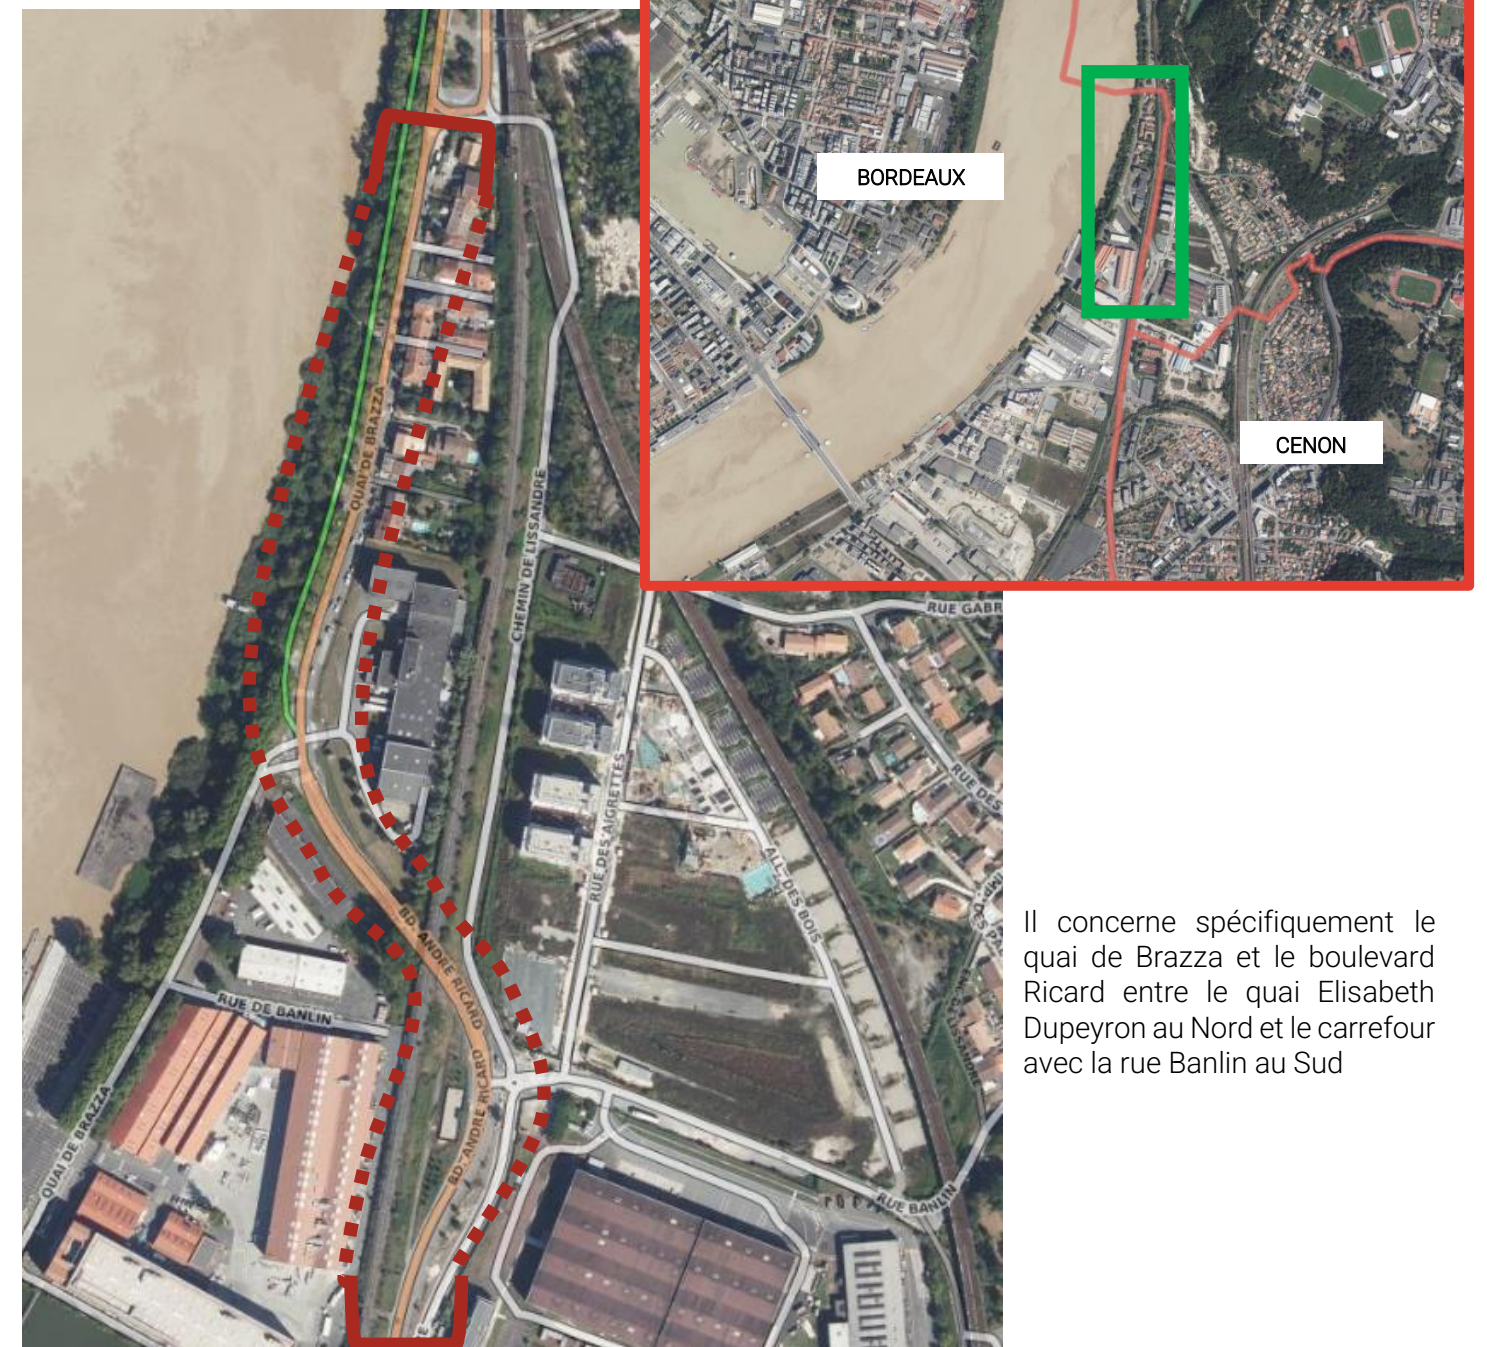 BORDEAUX
CENON
QUAI DE BRAZZA
CHEMIN DE LISSANDRE
RUE GABR
RUE DES
RUE DES AIGRETTES
ALL. DES BOIS
BD. ANDRE RICARD
RUE DE BANLIN
BD. ANDRE RICARD
QUAI DE BRAZZA
RUE BANLIN
Il concerne spécifiquement le
quai de Brazza et le boulevard
Ricard entre le quai Elisabeth
Dupeyron au Nord et le carrefour
avec la rue Banlin au Sud